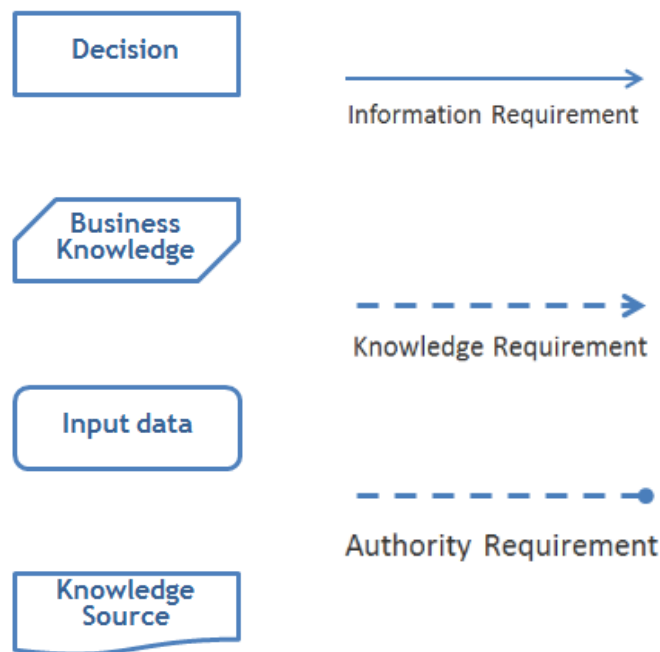 Decision
Information Requirement
Business
Knowledge
Knowledge Requirement
Input data
Authority Requirement
Knowledge
Source